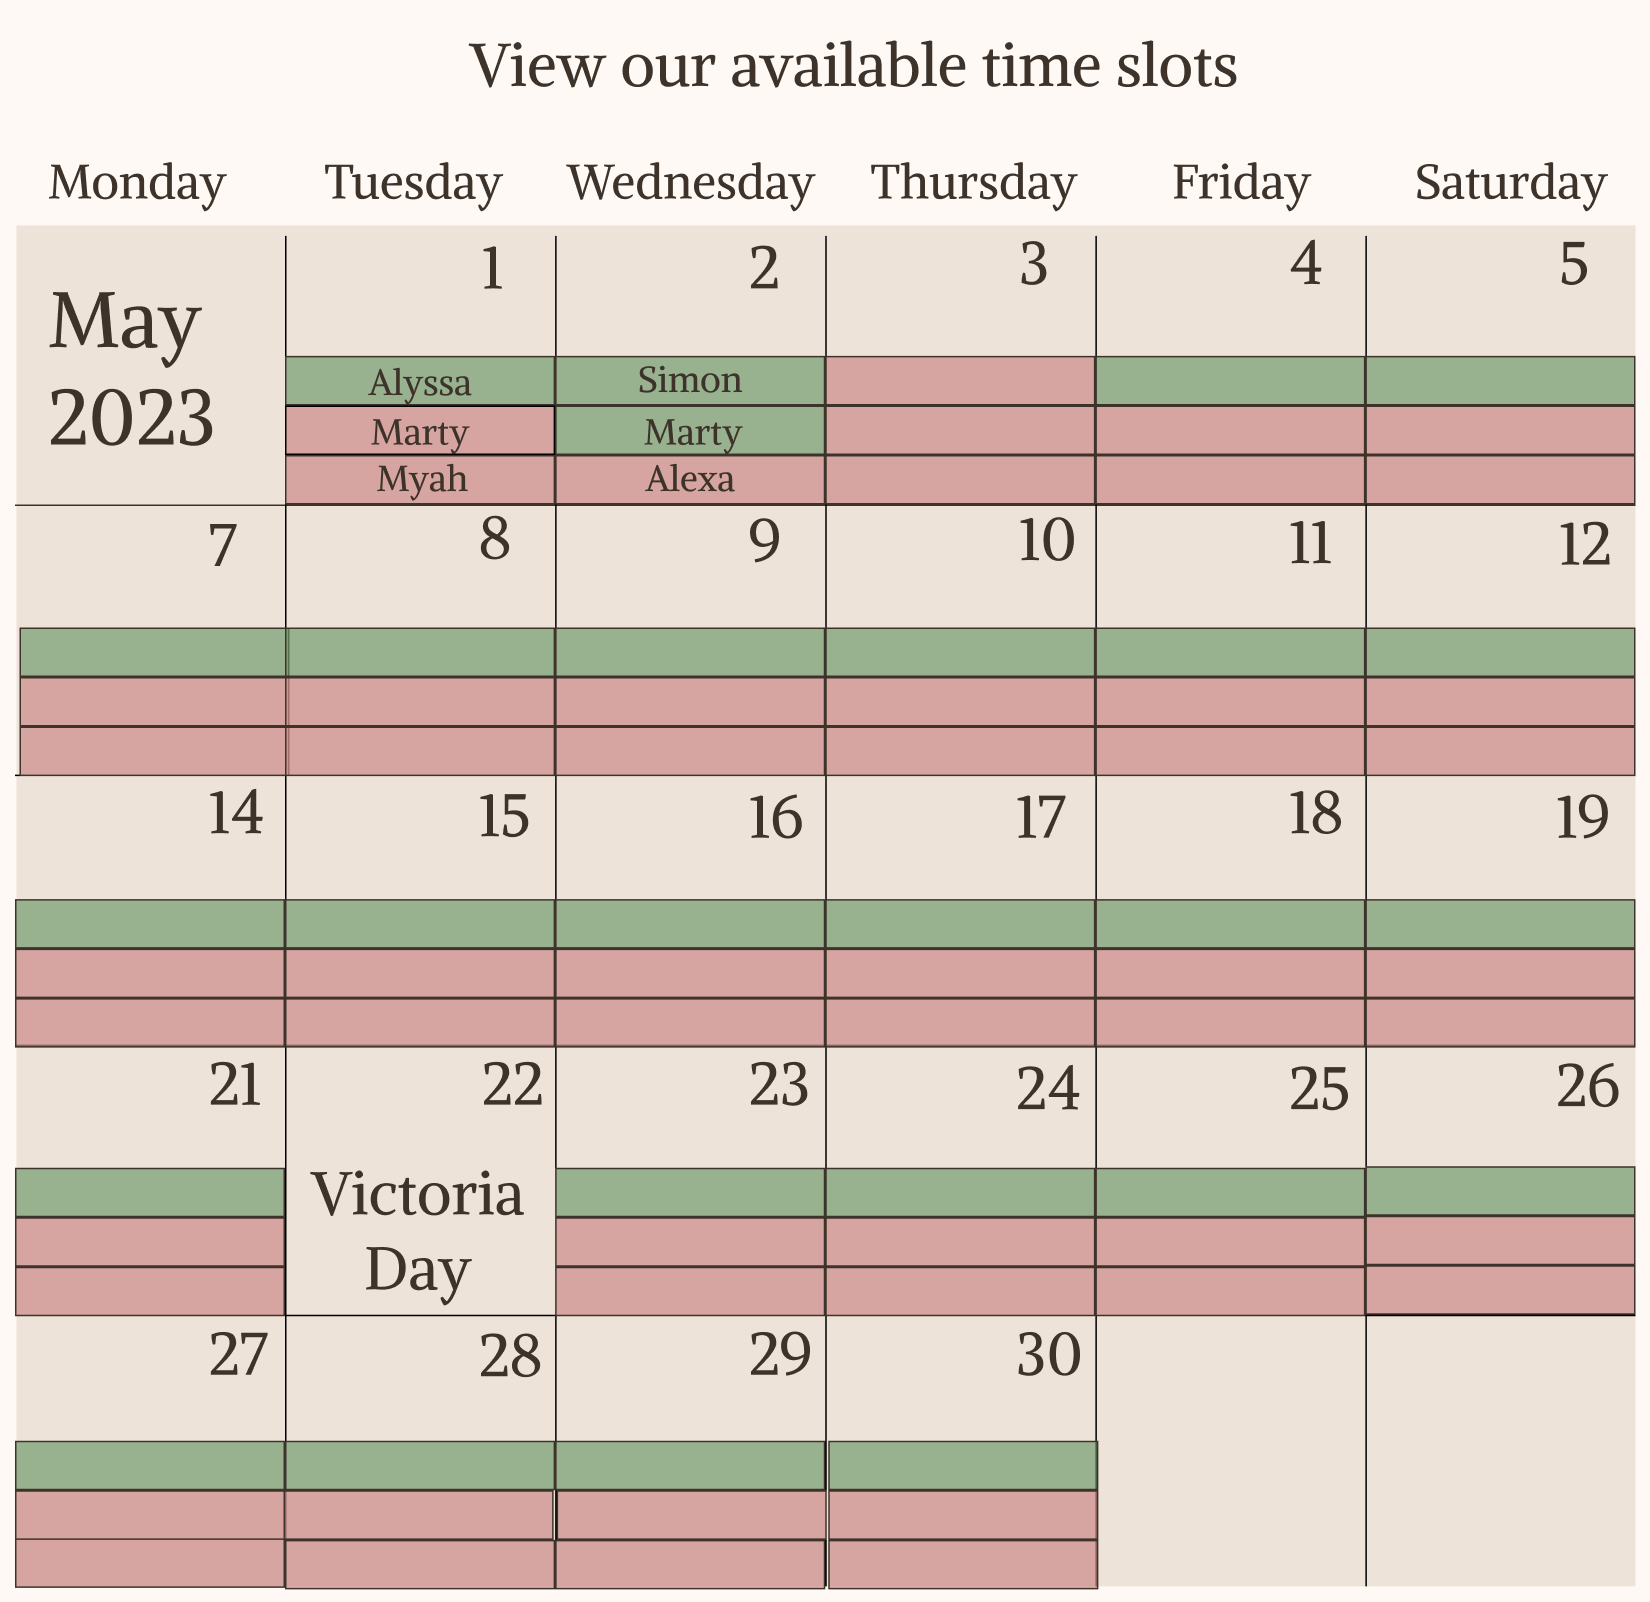 View our available time slots
Monday Tuesday Wednesday Thursday Friday Saturday
May
2023
1 2 3 4 5
Alyssa Simon
Marty Marty
Myah Alexa
7 8 9 10 11 12
14 15 16 17 18 19
21 22 23 24 25 26
Victoria
Day
27 28 29 30